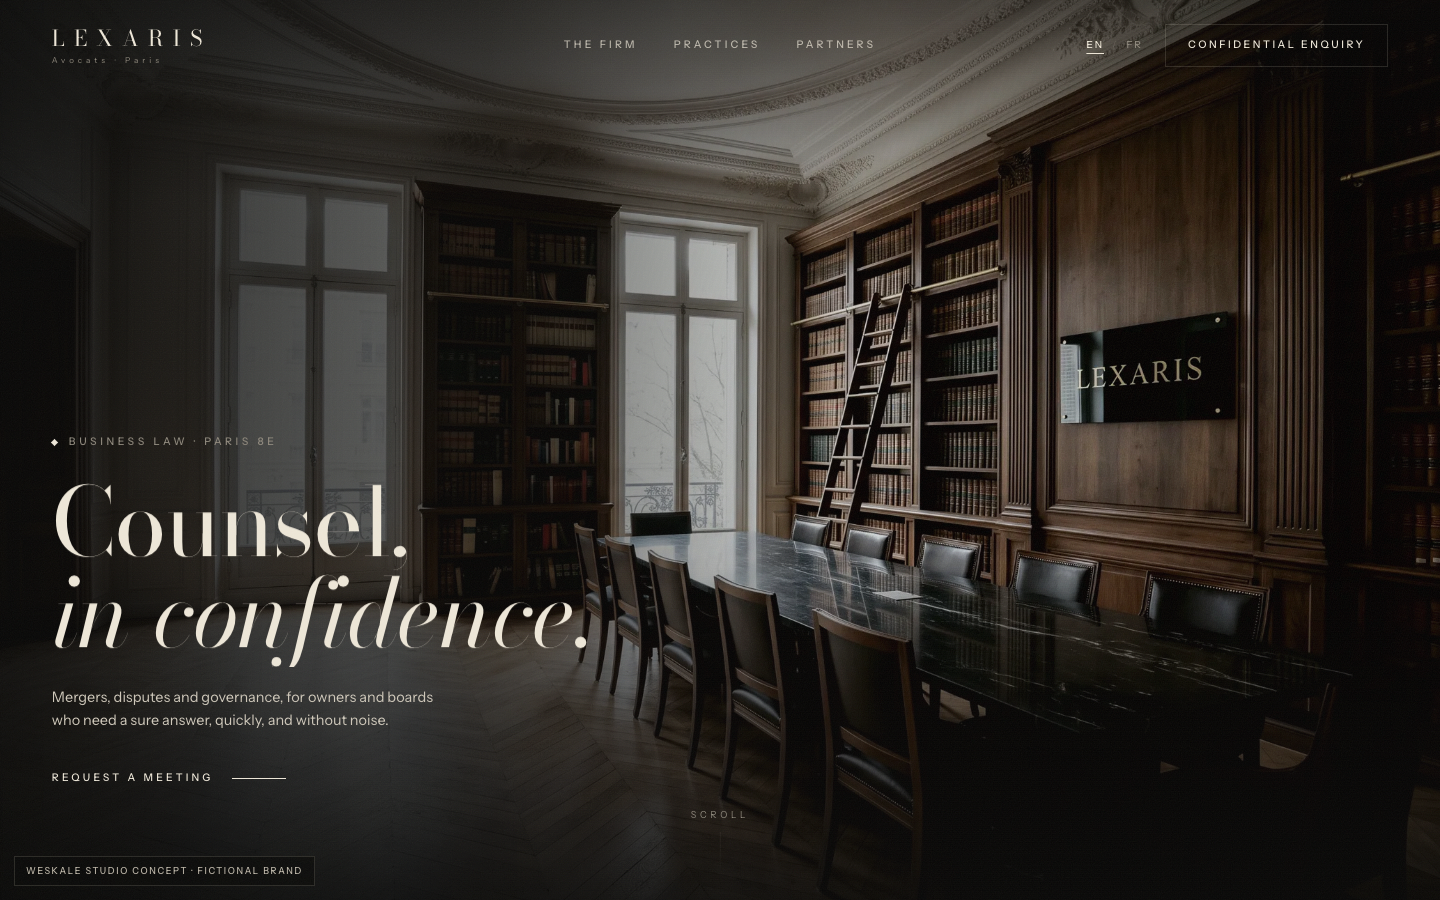 LEXARIS
Avocats · Paris
THE FIRM
PRACTICES
PARTNERS
EN
FR
CONFIDENTIAL ENQUIRY
LEXARIS
BUSINESS LAW · PARIS 8E
Counsel.
in confidence.
Mergers, disputes and governance, for owners and boards
who need a sure answer, quickly, and without noise.
REQUEST A MEETING
SCROLL
WESKALE STUDIO CONCEPT · FICTIONAL BRAND